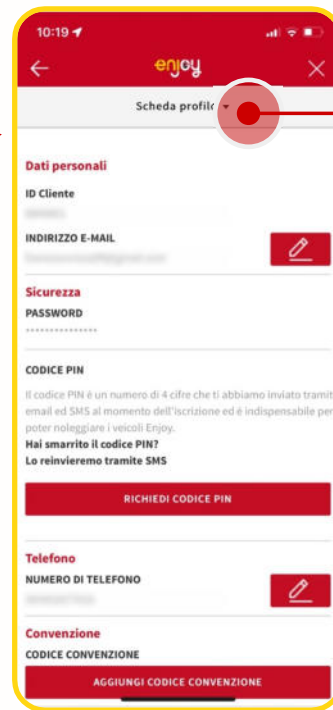 10:19
enjoy
Scheda profilo
Dati personali
ID Cliente
INDIRIZZO E-MAIL
Sicurezza
PASSWORD
***************
CODICE PIN
Il codice PIN è un numero di 4 cifre che ti abbiamo inviato tramit
email ed SMS al momento dell'iscrizione ed é indispensabile per
poter noleggiare i veicoli Enjoy.
Hai smarrito il codice PIN?
Lo reinvieremo tramite SMS
RICHIEDI CODICE PIN
Telefono
NUMERO DI TELEFONO
Convenzione
CODICE CONVENZIONE
AGGIUNGI CODICE CONVENZIONE